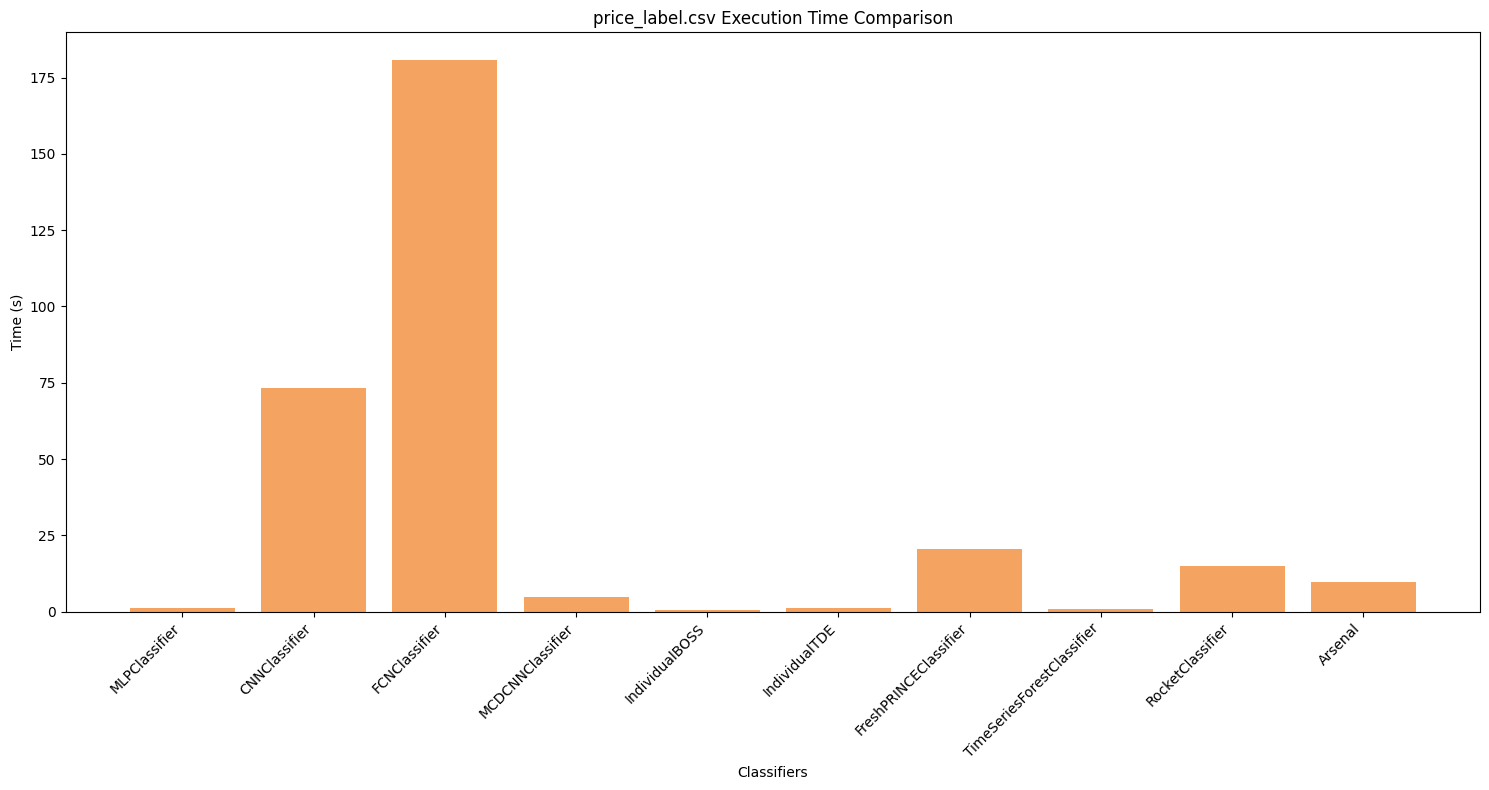 price_label.csv Execution Time Comparison
Time (s)
175
150
125
100
75
50
25
0
MLPClassifier
CNNClassifier
FCNClassifier
MCDCNNClassifier
IndividualBOSS
IndividualTDE
FreshPRINCEClassifier
TimeSeriesForestClassifier
RocketClassifier
Arsenal
Classifiers